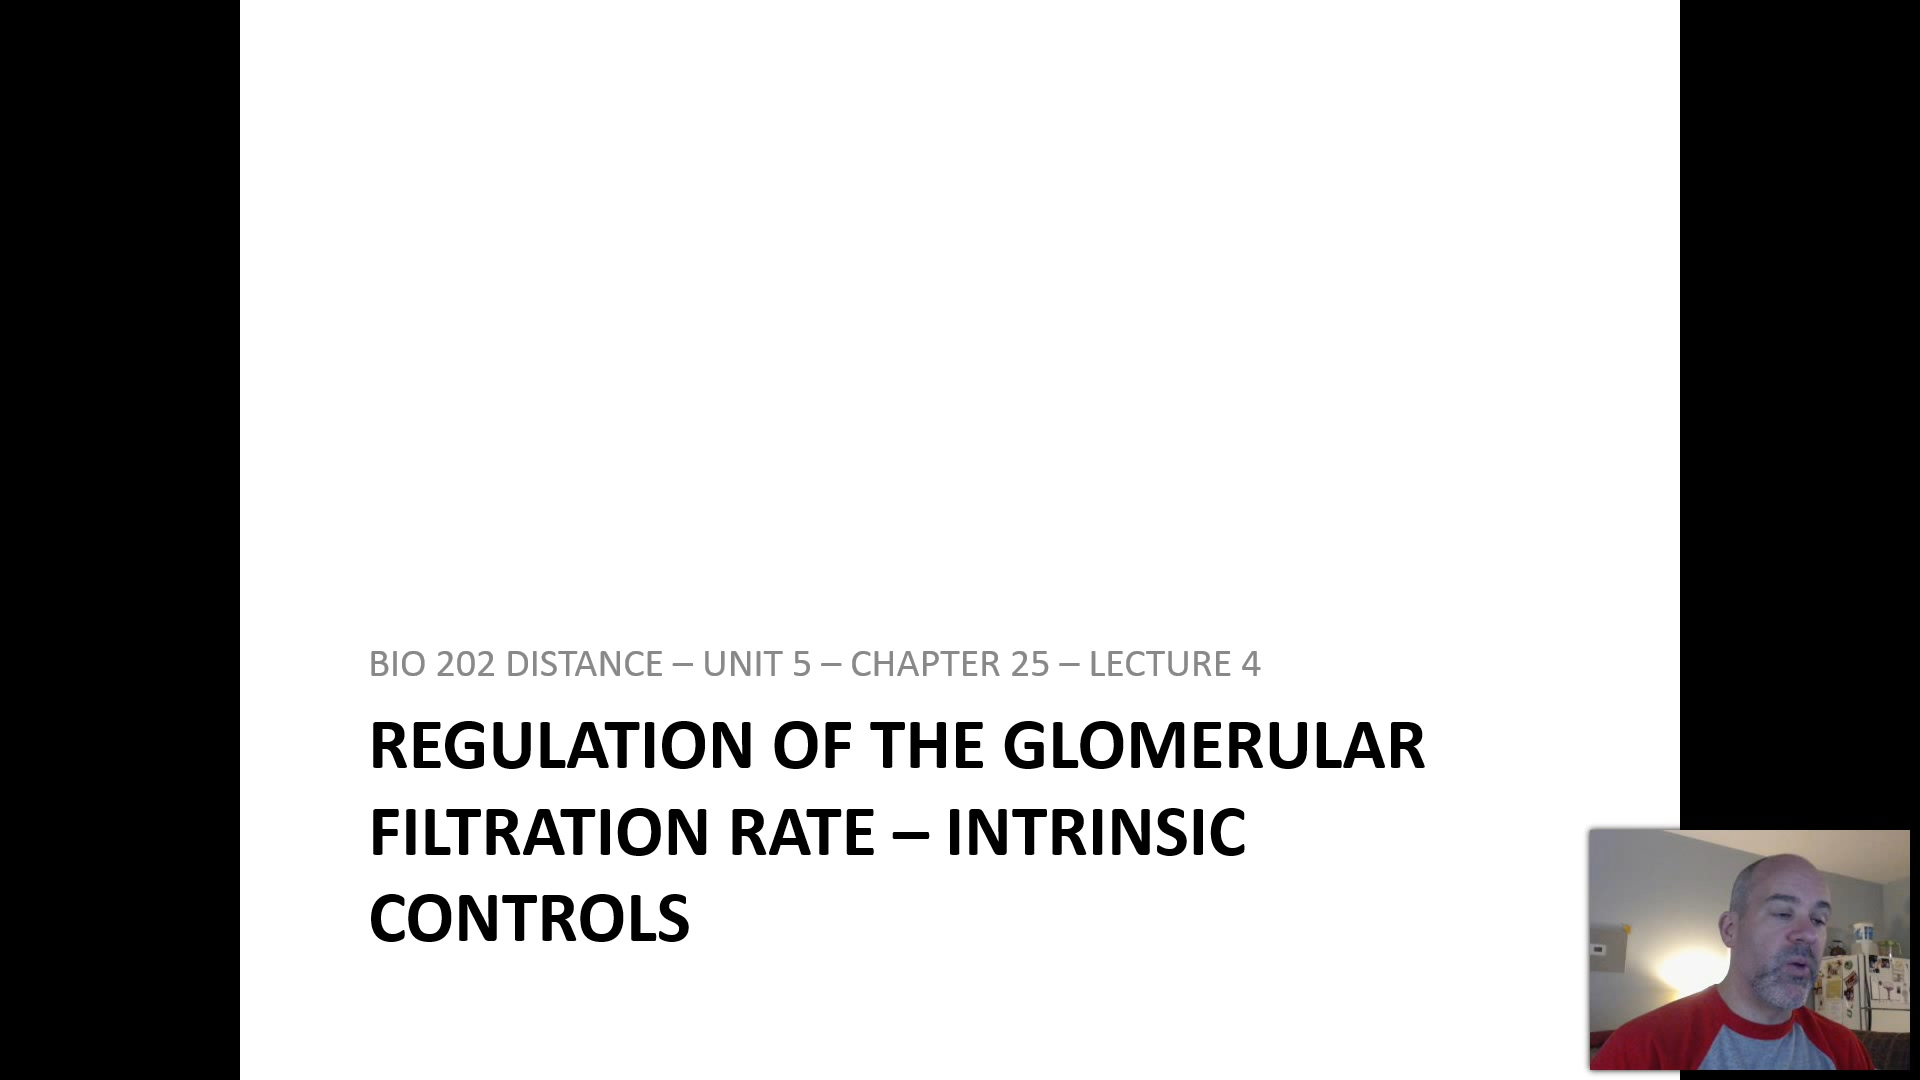 BIO 202 DISTANCE – UNIT 5 – CHAPTER 25 – LECTURE 4
REGULATION OF THE GLOMERULAR
FILTRATION RATE – INTRINSIC
CONTROLS